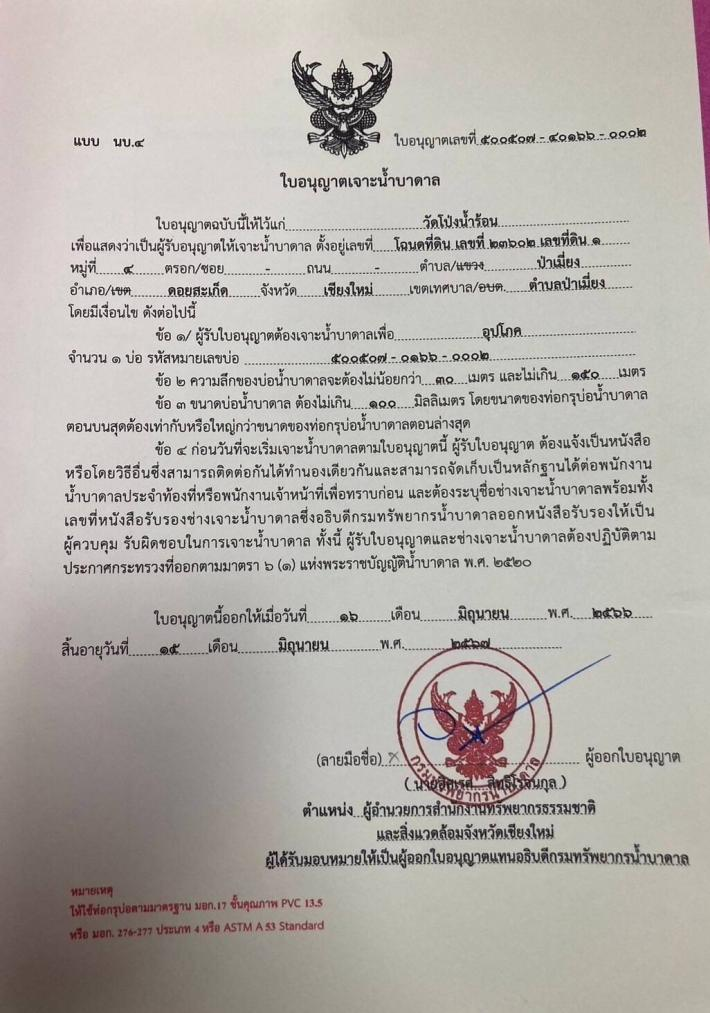 แบบ นบ.๔
ใบอนุญาตเลขที่ ๕๐๐๕๐๗ - ๔๐๑๖๖ - ๐๐๐๒
ใบอนุญาตเจาะน้ำบาดาล
ใบอนุญาตฉบับนี้ให้ไว้แก่ วัดโป่งน้ำร้อน
เพื่อแสดงว่าเป็นผู้รับอนุญาตให้เจาะน้ำบาดาล ตั้งอยู่เลขที่ โฉนดที่ดิน เลขที่ ๒๓๖๐๒ เลขที่ดิน ๑
หมู่ที่ ๔ ตรอก/ซอย - ถนน - ตำบล/แขวง ป่าเมี่ยง
อำเภอ/เขต ดอยสะเก็ด จังหวัด เชียงใหม่ เขตเทศบาล/อบต. ตำบลป่าเมี่ยง
โดยมีเงื่อนไข ดังต่อไปนี้
ข้อ ๑/ ผู้รับใบอนุญาตต้องเจาะน้ำบาดาลเพื่อ อุปโภค
จำนวน ๑ บ่อ รหัสหมายเลขบ่อ ๕๐๐๕๐๗ - ๐๑๖๖ - ๐๐๐๒
ข้อ ๒ ความลึกของบ่อน้ำบาดาลจะต้องไม่น้อยกว่า ๓๐ เมตร และไม่เกิน ๑๕๐ เมตร
ข้อ ๓ ขนาดบ่อน้ำบาดาล ต้องไม่เกิน ๑๐๐ มิลลิเมตร โดยขนาดของท่อกรุบ่อน้ำบาดาล
ตอนบนสุดต้องเท่ากับหรือใหญ่กว่าขนาดของท่อกรุบ่อน้ำบาดาลตอนล่างสุด
ข้อ ๔ ก่อนวันที่จะเริ่มเจาะน้ำบาดาลตามใบอนุญาตนี้ ผู้รับใบอนุญาต ต้องแจ้งเป็นหนังสือ
หรือโดยวิธีอื่นซึ่งสามารถติดต่อกันได้ทำนองเดียวกันและสามารถจัดเก็บเป็นหลักฐานได้ต่อพนักงาน
น้ำบาดาลประจำท้องที่หรือพนักงานเจ้าหน้าที่เพื่อทราบก่อน และต้องระบุชื่อช่างเจาะน้ำบาดาลพร้อมทั้ง
เลขที่หนังสือรับรองช่างเจาะน้ำบาดาลซึ่งอธิบดีกรมทรัพยากรน้ำบาดาลออกหนังสือรับรองให้เป็น
ผู้ควบคุม รับผิดชอบในการเจาะน้ำบาดาล ทั้งนี้ ผู้รับใบอนุญาตและช่างเจาะน้ำบาดาลต้องปฏิบัติตาม
ประกาศกระทรวงที่ออกตามมาตรา ๖ (๑) แห่งพระราชบัญญัติน้ำบาดาล พ.ศ. ๒๕๒๐
ใบอนุญาตนี้ออกให้เมื่อวันที่ ๑๖ เดือน มิถุนายน พ.ศ. ๒๕๖๖
สิ้นอายุวันที่ ๑๕ เดือน มิถุนายน พ.ศ. ๒๕๖๗
(ลายมือชื่อ) ผู้ออกใบอนุญาต
กรมทรัพยากรน้ำบาดาล
( นายอิศเรศ สิทธิโรจนกุล )
ตำแหน่ง ผู้อำนวยการสำนักงานทรัพยากรธรรมชาติ
และสิ่งแวดล้อมจังหวัดเชียงใหม่
ผู้ได้รับมอบหมายให้เป็นผู้ออกใบอนุญาตแทนอธิบดีกรมทรัพยากรน้ำบาดาล
หมายเหตุ
ให้ใช้ท่อกรุบ่อตามมาตรฐาน มอก.17 ชั้นคุณภาพ PVC 13.5
หรือ มอก. 276-277 ประเภท 4 หรือ ASTM A 53 Standard